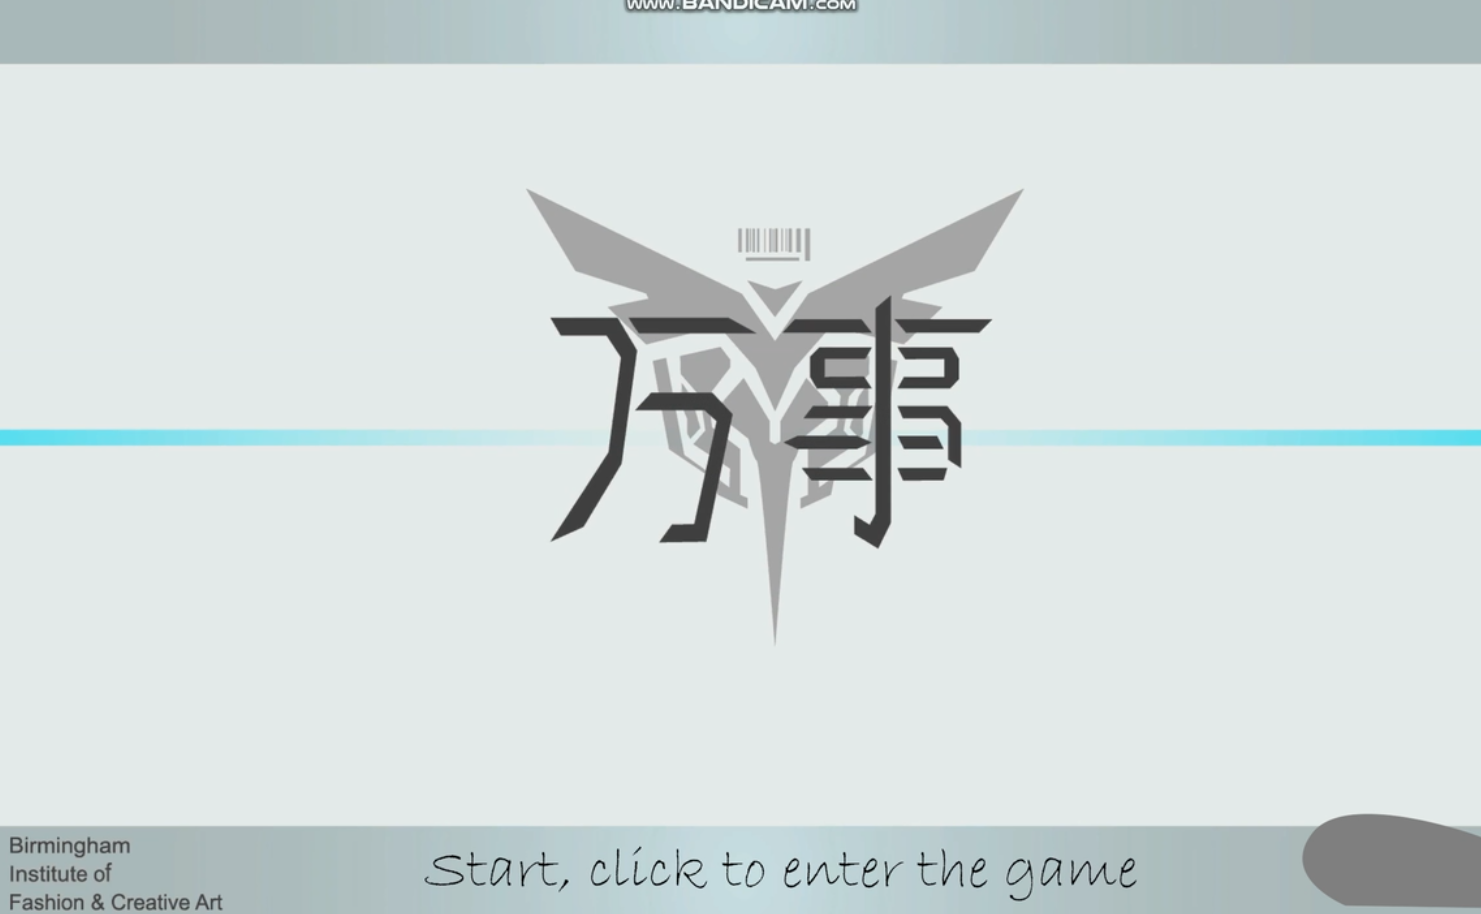 www.BANDICAM.com
万事
Birmingham
Institute of
Fashion & Creative Art
Start, click to enter the game